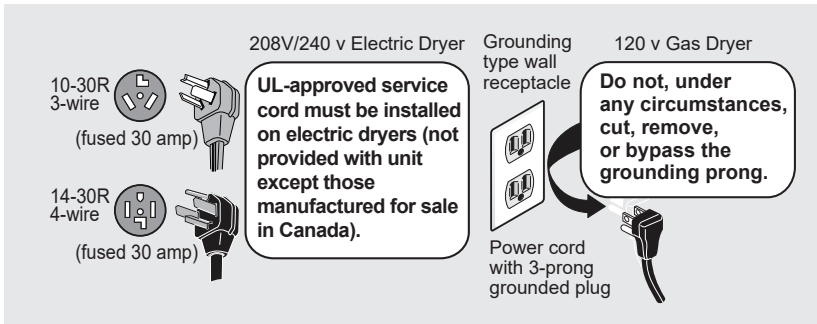 208V/240 v Electric Dryer
10-30R
3-wire
(fused 30 amp)
14-30R
4-wire
(fused 30 amp)
UL-approved service
cord must be installed
on electric dryers (not
provided with unit
except those
manufactured for sale
in Canada).
Grounding
type wall
receptacle
Power cord
with 3-prong
grounded plug
120 v Gas Dryer
Do not, under
any circumstances,
cut, remove,
or bypass the
grounding prong.